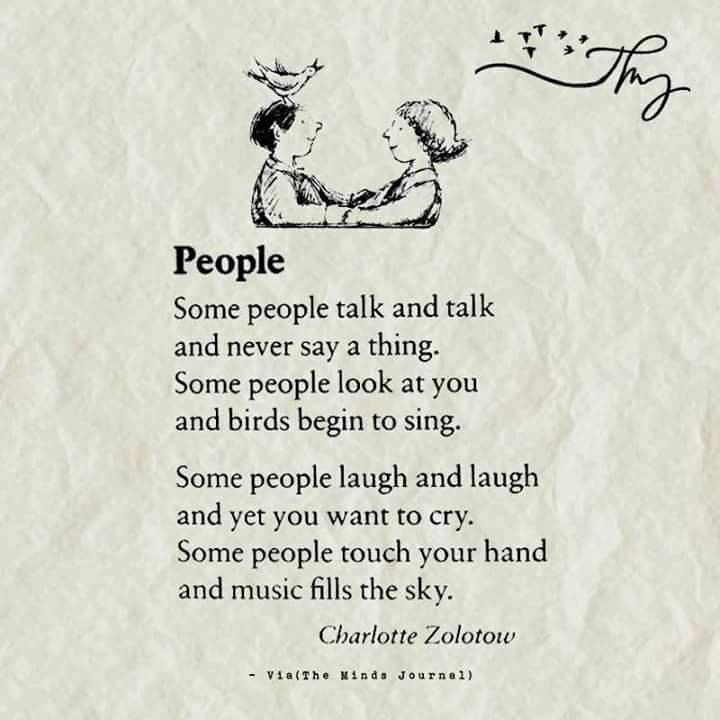 Thy
People
Some people talk and talk
and never say a thing.
Some people look at you
and birds begin to sing.
Some people laugh and laugh
and yet you want to cry.
Some people touch your hand
and music fills the sky.
Charlotte Zolotow
- Via(The Minds Journal)